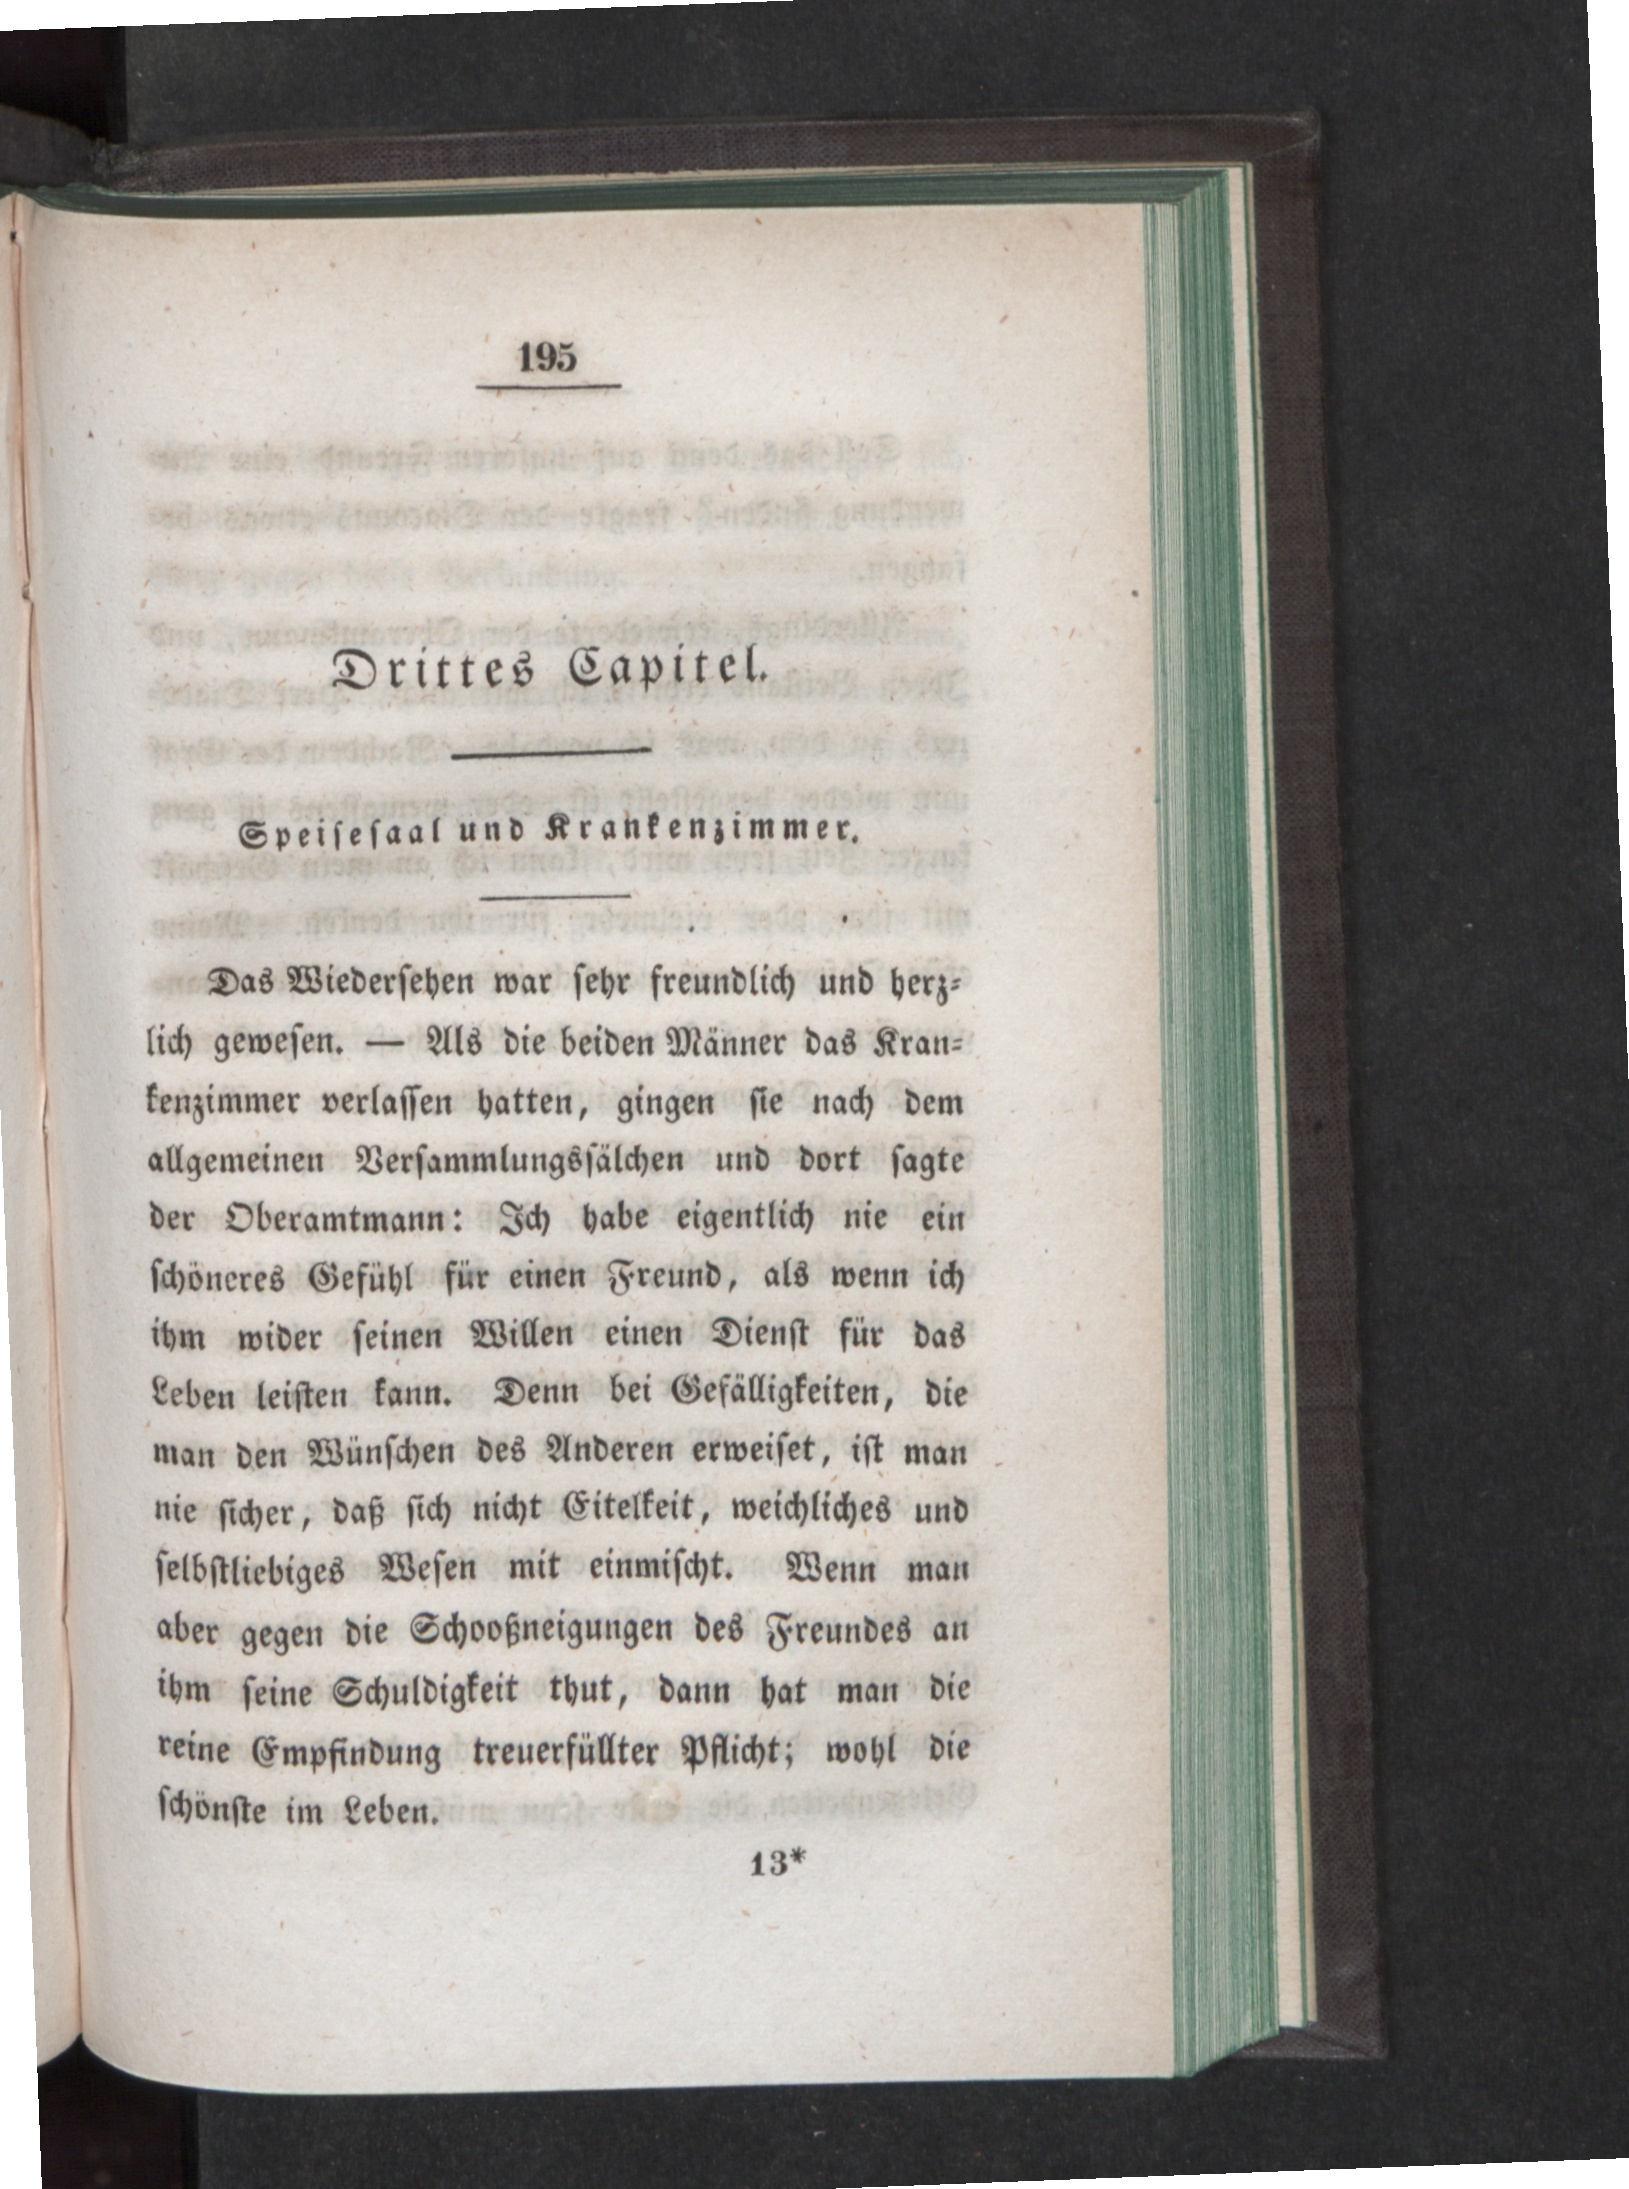 195
Drittes Capitel.
Speiſeſaal und Krankenzimmer.
Das Wiederſehen war ſehr freundlich und herz⸗
lich gewesen. — Als die beiden Männer das Kran⸗
kenzimmer verlaſſen hatten, gingen ſie nach dem
allgemeinen Verſammlungsſälchen und dort ſagte
der Oberamtmann: Ich habe eigentlich nie ein
ſchöneres Gefühl für einen Freund, als wenn ich
ihm wider ſeinen Willen einen Dienſt für das
Leben leiſten kann. Denn bei Gefälligkeiten, die
man den Wünſchen des Anderen erweiſet, iſt man
nie ſicher, daß ſich nicht Eitelkeit, weichliches und
ſelbſtliebiges Weſen mit einmiſcht. Wenn man
aber gegen die Schooßneigungen des Freundes an
ihm ſeine Schuldigkeit thut, dann hat man die
reine Empfindung treuerfüllter Pflicht; wohl die
ſchönſte im Leben.
13*